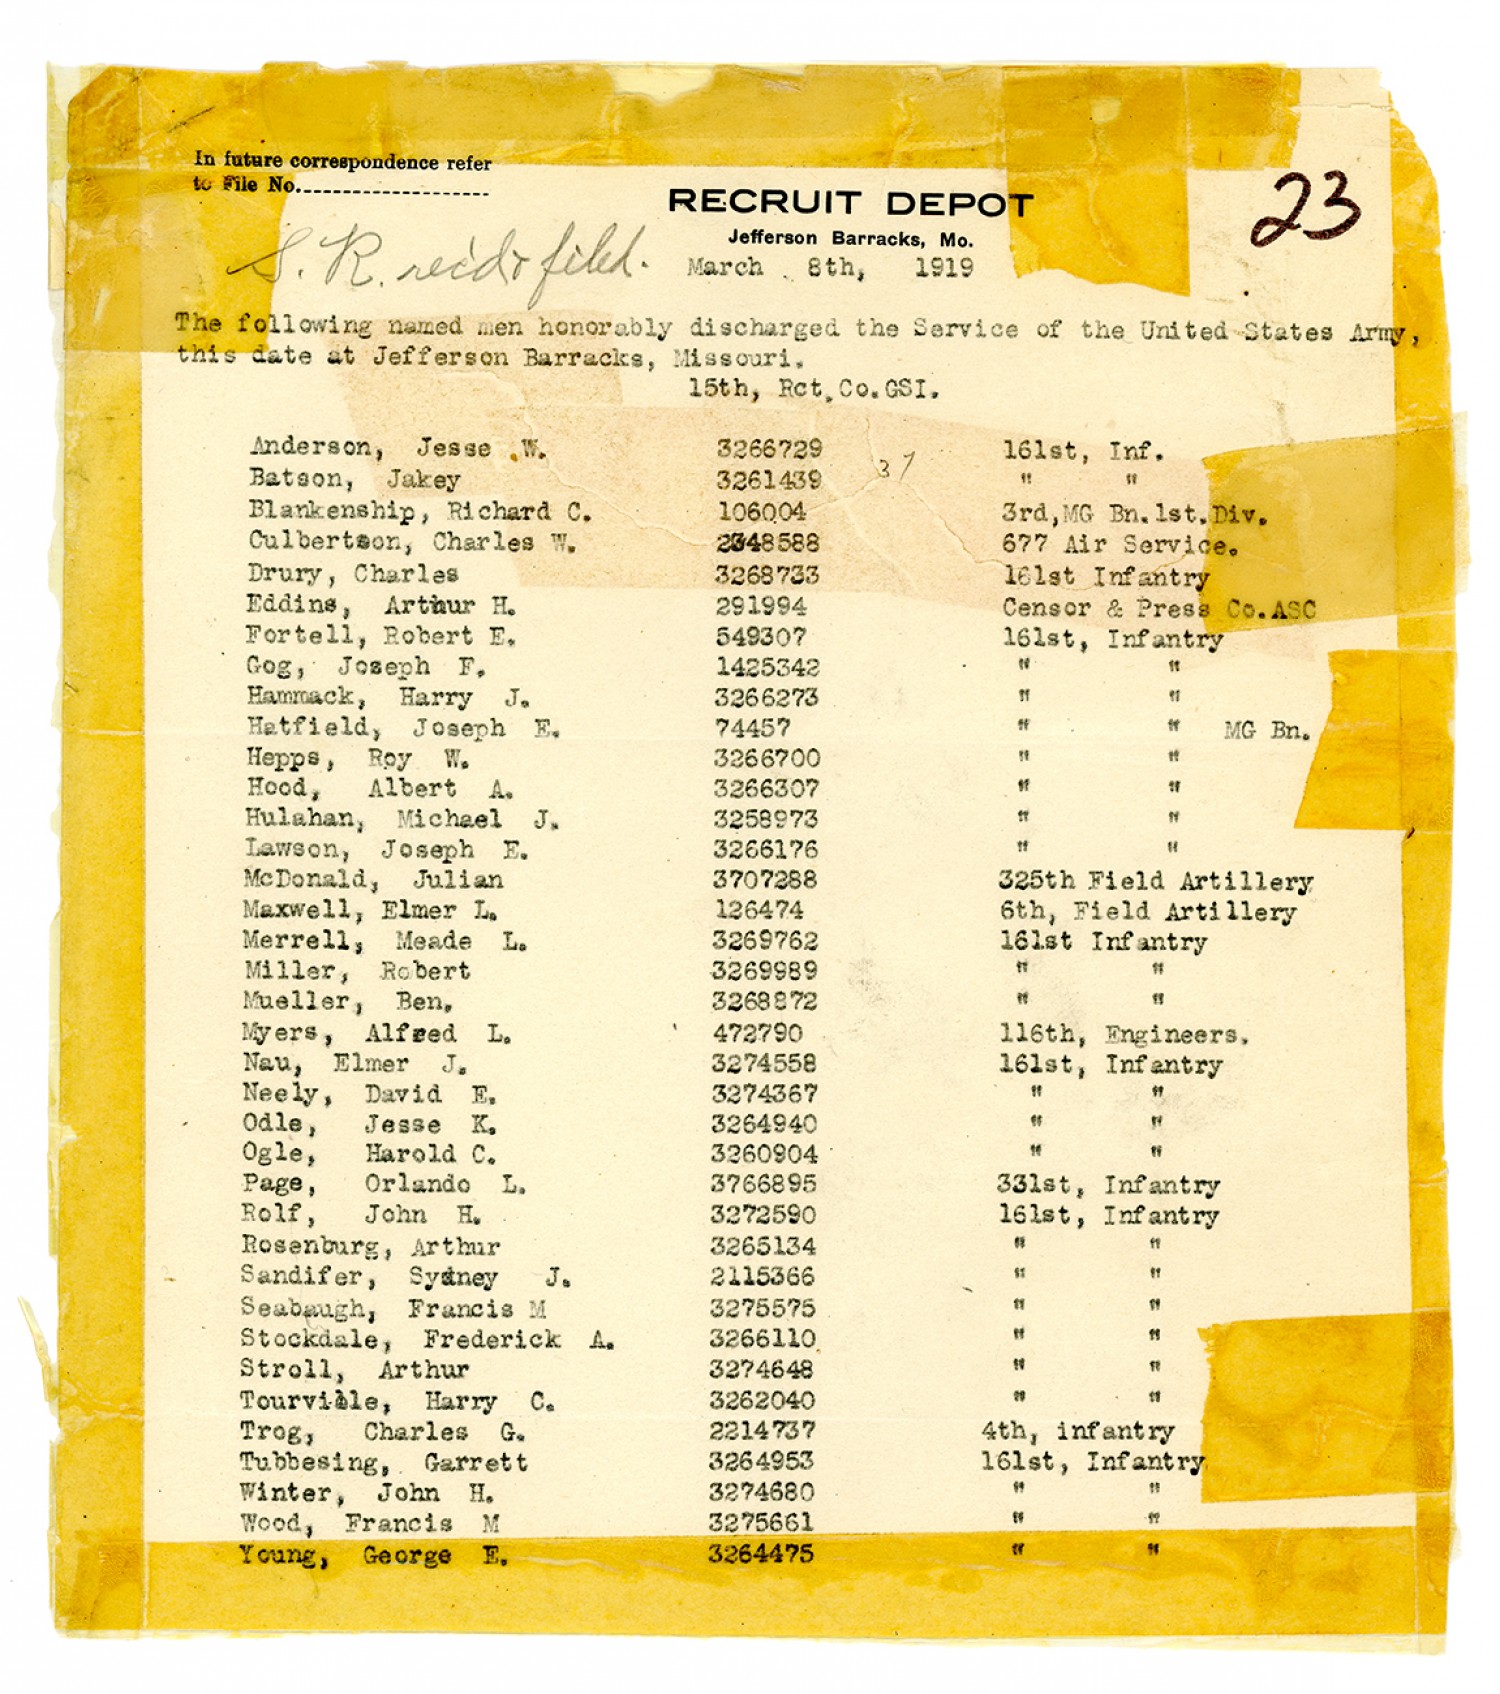 In future correspondence refer
to File No.
RECRUIT DEPOT
23
Jefferson Barracks, Mo.
S. R. rec'd & filed.
March 8th, 1919
The following named men honorably discharged the Service of the United States Army,
this date at Jefferson Barracks, Missouri.
15th, Rct.Co.GSI.
Anderson, Jesse W. 3266729 161st, Inf.
37
Batson, Jakey 3261439 " "
Blankenship, Richard C. 106004 3rd,MG Bn.1st.Div.
Culbertson, Charles W. 2348588 677 Air Service.
Drury, Charles 3268733 161st Infantry
Eddins, Arthur H. 291994 Censor & Press Co.ASC
Fortell, Robert E. 549307 161st, Infantry
Gog, Joseph F. 1425342 " "
Hammack, Harry J. 3266273 " "
Hatfield, Joseph E. 74457 " " MG Bn.
Hepps, Roy W. 3266700 " "
Hood, Albert A. 3266307 " "
Hulahan, Michael J. 3258973 " "
Lawson, Joseph E. 3266176 " "
McDonald, Julian 3707288 325th Field Artillery
Maxwell, Elmer L. 126474 6th, Field Artillery
Merrell, Meade L. 3269762 161st Infantry
Miller, Robert 3269989 " "
Mueller, Ben. 3268872 " "
Myers, Alfred L. 472790 116th, Engineers.
Nau, Elmer J. 3274558 161st, Infantry
Neely, David E. 3274367 " "
Odle, Jesse K. 3264940 " "
Ogle, Harold C. 3260904 " "
Page, Orlando L. 3766895 331st, Infantry
Rolf, John H. 3272590 161st, Infantry
Rosenburg, Arthur 3265134 " "
Sandifer, Sydney J. 2115366 " "
Seabaugh, Francis M 3275575 " "
Stockdale, Frederick A. 3266110 " "
Stroll, Arthur 3274648 " "
Tourville, Harry C. 3262040 " "
Trog, Charles G. 2214737 4th, infantry
Tubbesing, Garrett 3264953 161st, Infantry
Winter, John H. 3274680 " "
Wood, Francis M 3275661 " "
Young, George E. 3264475 " "